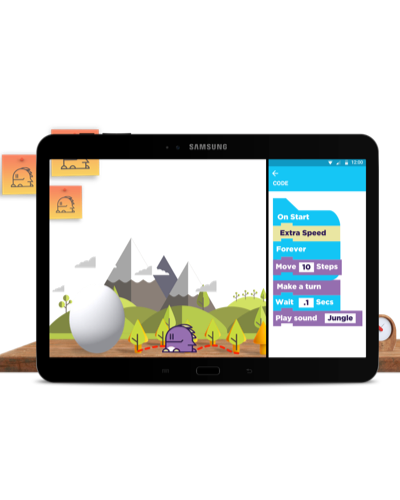 SAMSUNG
12:00
CODE
On Start
Extra Speed
Forever
Move 10 Steps
Make a turn
Wait .1 Secs
Play sound Jungle